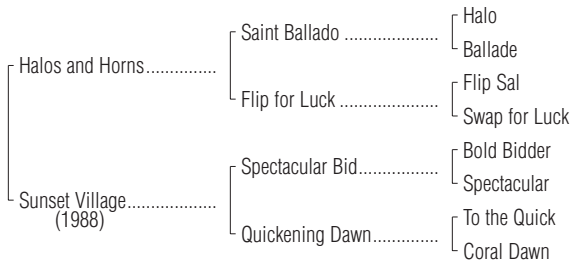 Halo
Saint Ballado ...................
Ballade
Halos and Horns...............
Flip Sal
Flip for Luck ....................
Swap for Luck
Bold Bidder
Spectacular Bid................
Spectacular
Sunset Village..................
(1988)
To the Quick
Quickening Dawn.............
Coral Dawn